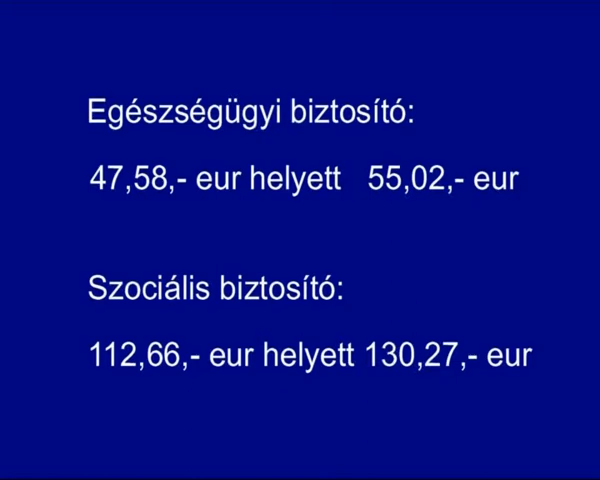 Egészségügyi biztosító:
47,58,- eur helyett 55,02,- eur
Szociális biztosító:
112,66,- eur helyett 130,27,- eur